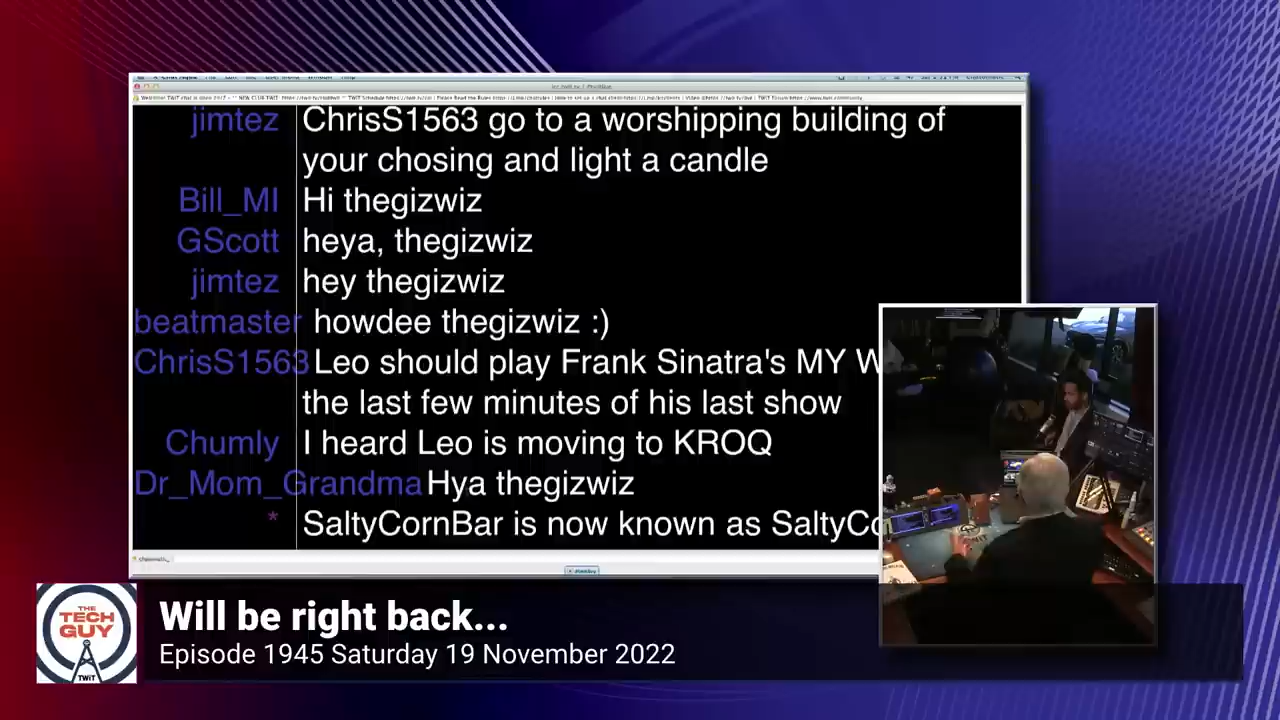 jimtez ChrisS1563 go to a worshipping building of
your chosing and light a candle
Bill_MI Hi thegizwiz
GScott heya, thegizwiz
jimtez hey thegizwiz
beatmaster howdee thegizwiz :)
ChrisS1563 Leo should play Frank Sinatra's MY
the last few minutes of his last show
Chumly I heard Leo is moving to KROQ
Dr_Mom_Grandma Hya thegizwiz
* SaltyCornBar is now known as
THE
TECH
GUY
TWiT
Will be right back...
Episode 1945 Saturday 19 November 2022